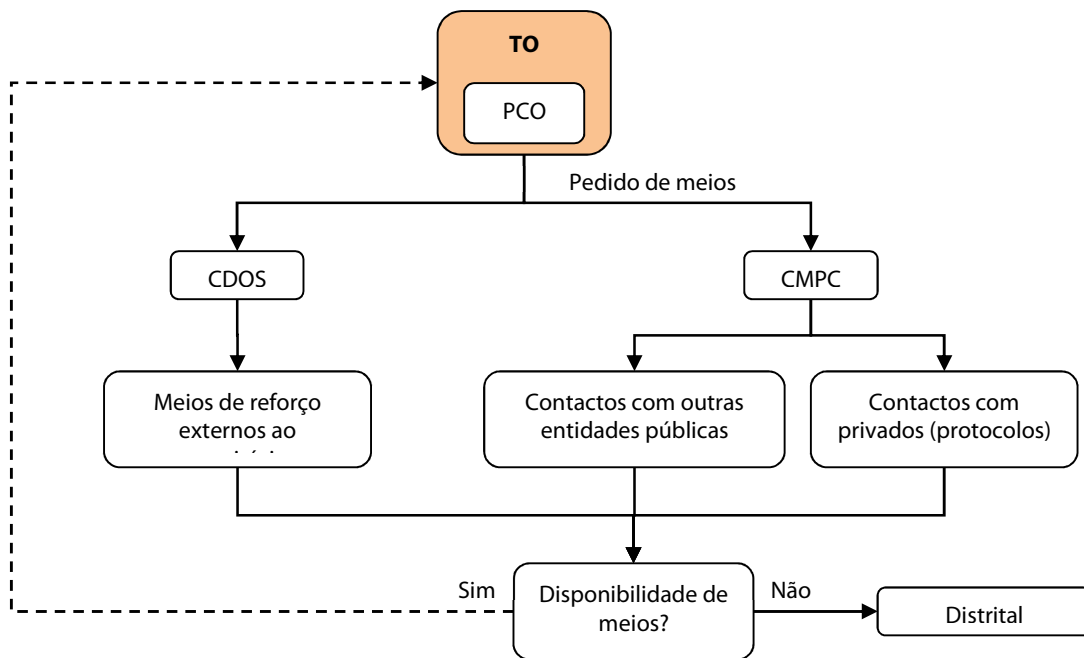 TO
PCO
Pedido de meios
CDOS
CMPC
Meios de reforço
externos ao
Contactos com outras
entidades públicas
Contactos com
privados (protocolos)
Sim
Disponibilidade de
meios?
Não
Distrital